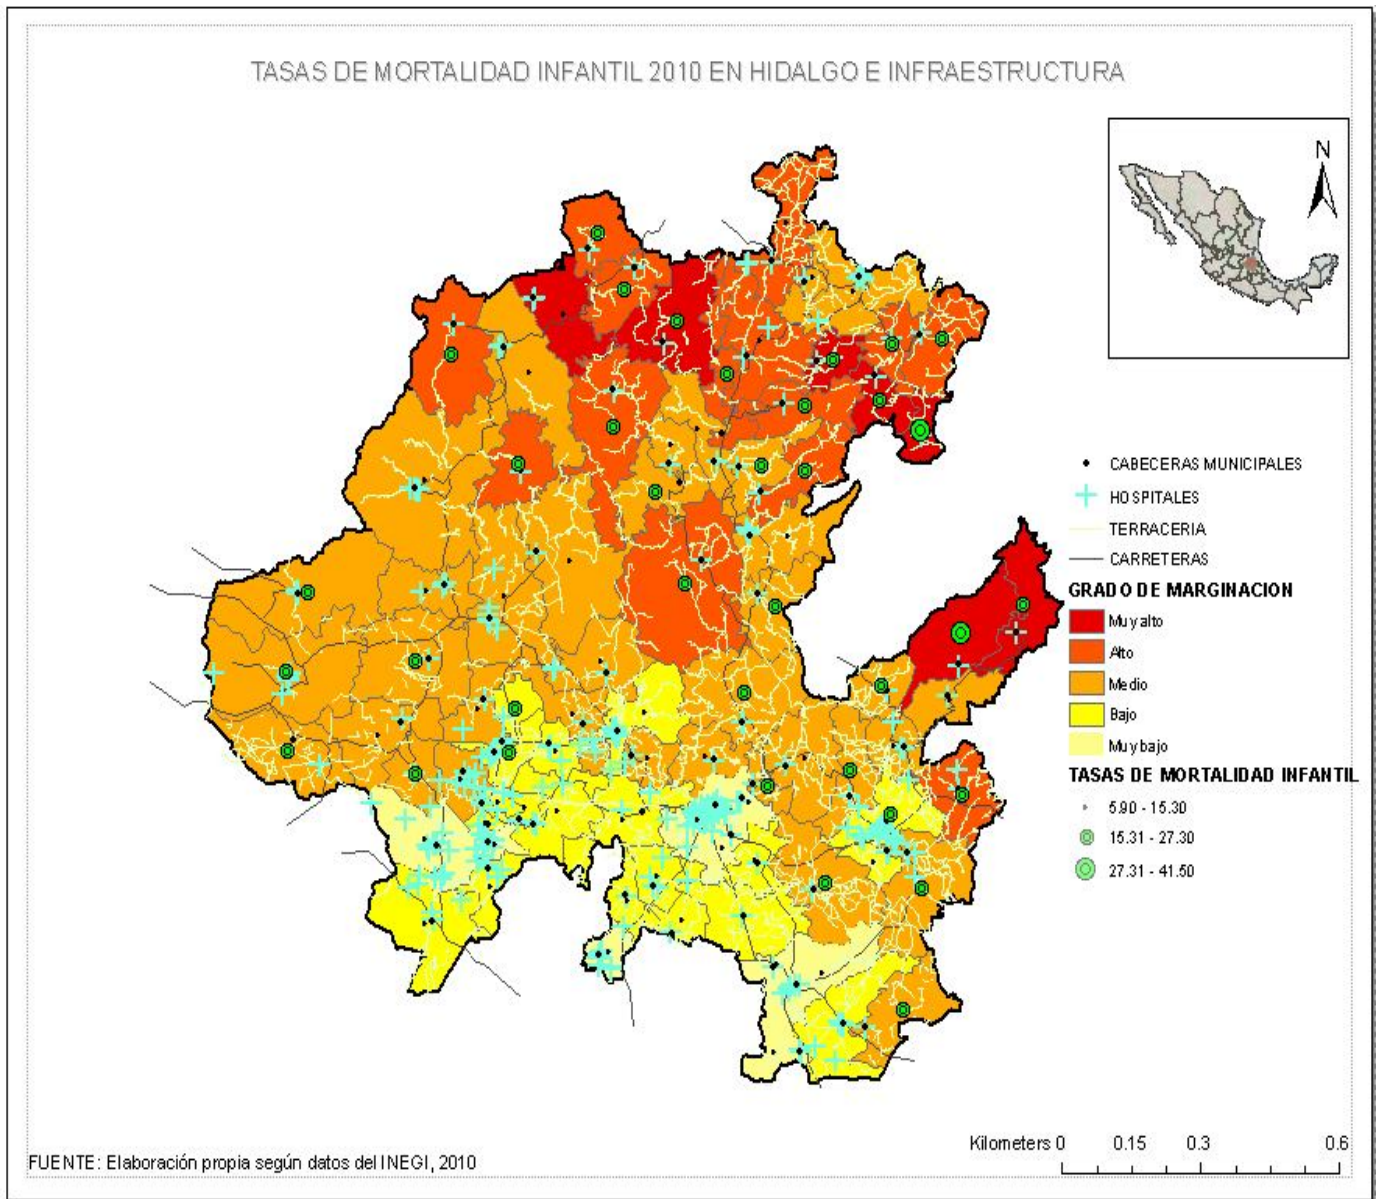 TASAS DE MORTALIDAD INFANTIL 2010 EN HIDALGO E INFRAESTRUCTURA
N
CABECERAS MUNICIPALES
HOSPITALES
TERRACERIA
CARRETERAS
GRADO DE MARGINACION
Muy alto
Alto
Medio
Bajo
Muy bajo
TASAS DE MORTALIDAD INFANTIL
5.90 - 15.30
15.31 - 27.30
27.31 - 41.50
Kilometers 0 0.15 0.3 0.6
FUENTE: Elaboración propia según datos del INEGI, 2010